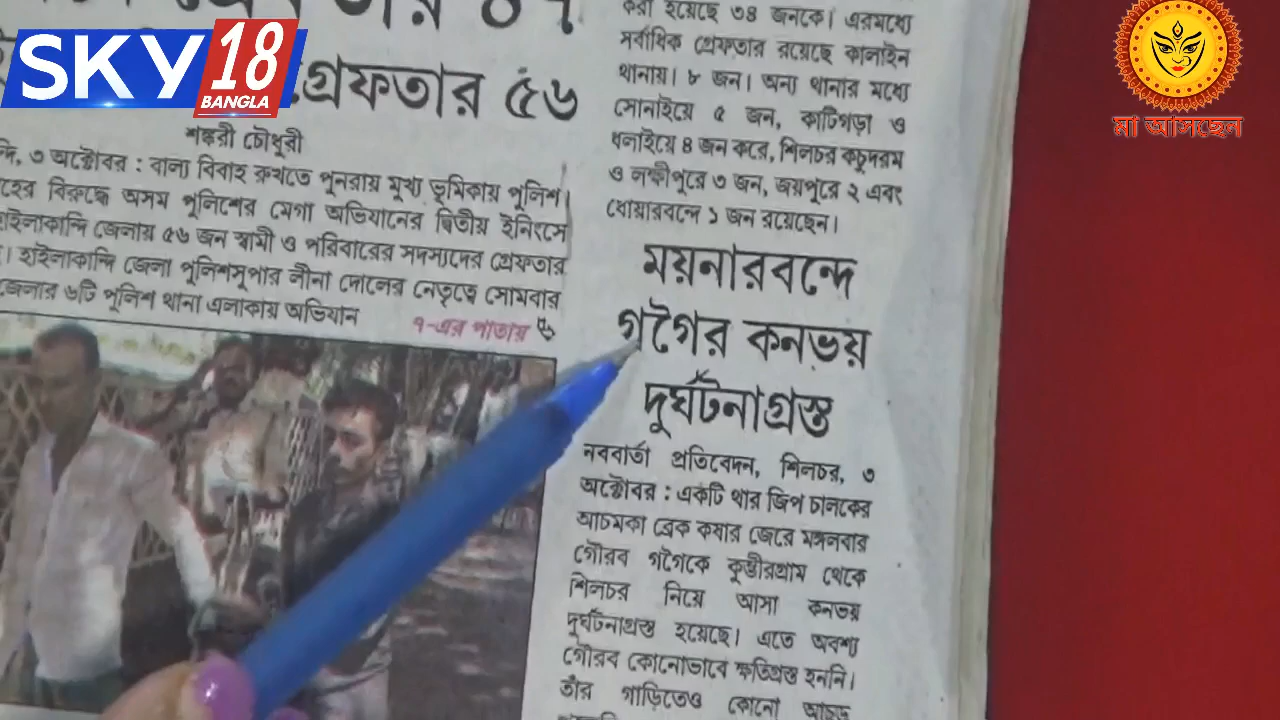 SKY 18
BANGLA
গ্রেফতার ৫৬
শঙ্করী চৌধুরী
৩ অক্টোবর : বাল্য বিবাহ রুখতে পুনরায় মুখ্য ভূমিকায় পুলিশ।
বিরুদ্ধে অসম পুলিশের মেগা অভিযানের দ্বিতীয় ইনিংসে
হাইলাকান্দি জেলায় ৫৬ জন স্বামী ও পরিবারের সদস্যদের গ্রেফতার
। হাইলাকান্দি জেলা পুলিশসুপার লীনা দোলের নেতৃত্বে সোমবার
জেলার ৬টি পুলিশ থানা এলাকায় অভিযান
৭-এর পাতায়
করা হয়েছে ৩৪ জনকে। এরমধ্যে
সর্বাধিক গ্রেফতার রয়েছে কালাইন
থানায়। ৮ জন। অন্য থানার মধ্যে
সোনাইয়ে ৫ জন, কাটিগড়া ও
ধলাইয়ে ৪ জন করে, শিলচর কচুদরম
ও লক্ষীপুরে ৩ জন, জয়পুরে ২ এবং
ধোয়ারবন্দে ১ জন রয়েছেন।
ময়নারবন্দে
গগৈর কনভয়
দুর্ঘটনাগ্রস্ত
নববার্তা প্রতিবেদন, শিলচর, ৩
অক্টোবর : একটি থার জিপ চালকের
আচমকা ব্রেক কষার জেরে মঙ্গলবার
গৌরব গগৈকে কুম্ভীরগ্রাম থেকে
শিলচর নিয়ে আসা কনভয়
দুর্ঘটনাগ্রস্ত হয়েছে। এতে অবশ্য
গৌরব কোনোভাবে ক্ষতিগ্রস্ত হননি।
তাঁর গাড়িতেও কোনো আচড়
মা আসছেন